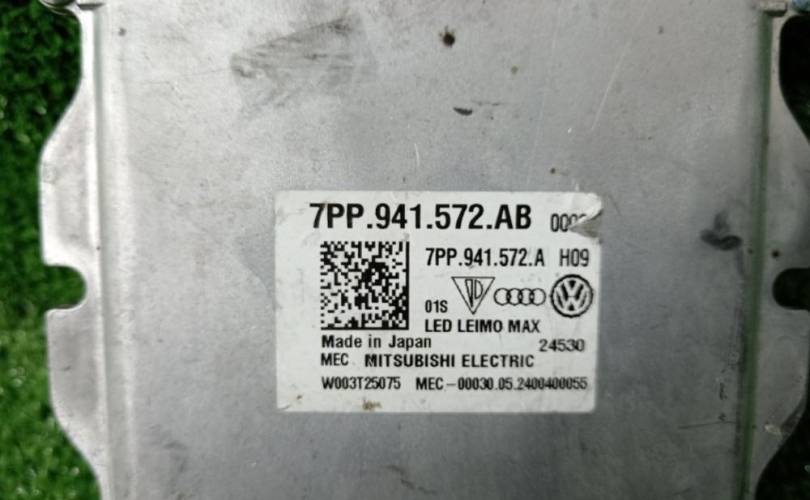 7PP.941.572.AB
7PP.941.572.A H09
01S
LED LEIMO MAX
Made in Japan 24530
MEC MITSUBISHI ELECTRIC
W003T25075 MEC-00030.05.2400400055